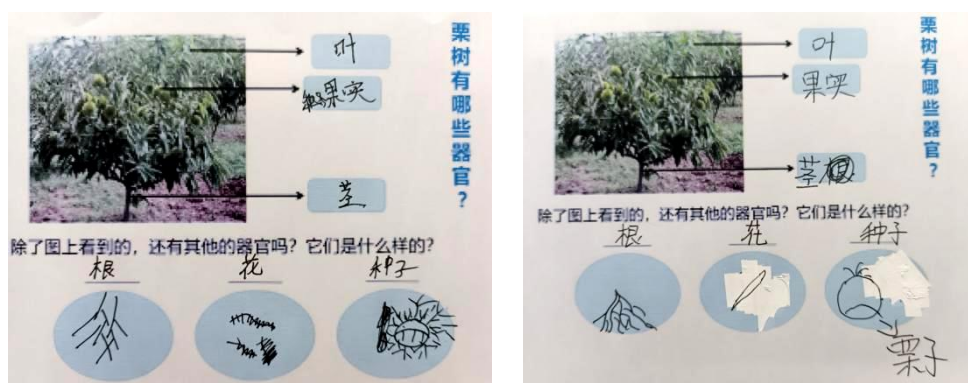 栗树有哪些器官？
叶
果实
茎
除了图上看到的，还有其他的器官吗？它们是什么样的？
根 花 种子
栗树有哪些器官？
叶
果实
茎
除了图上看到的，还有其他的器官吗？它们是什么样的？
根 花 种子
栗子